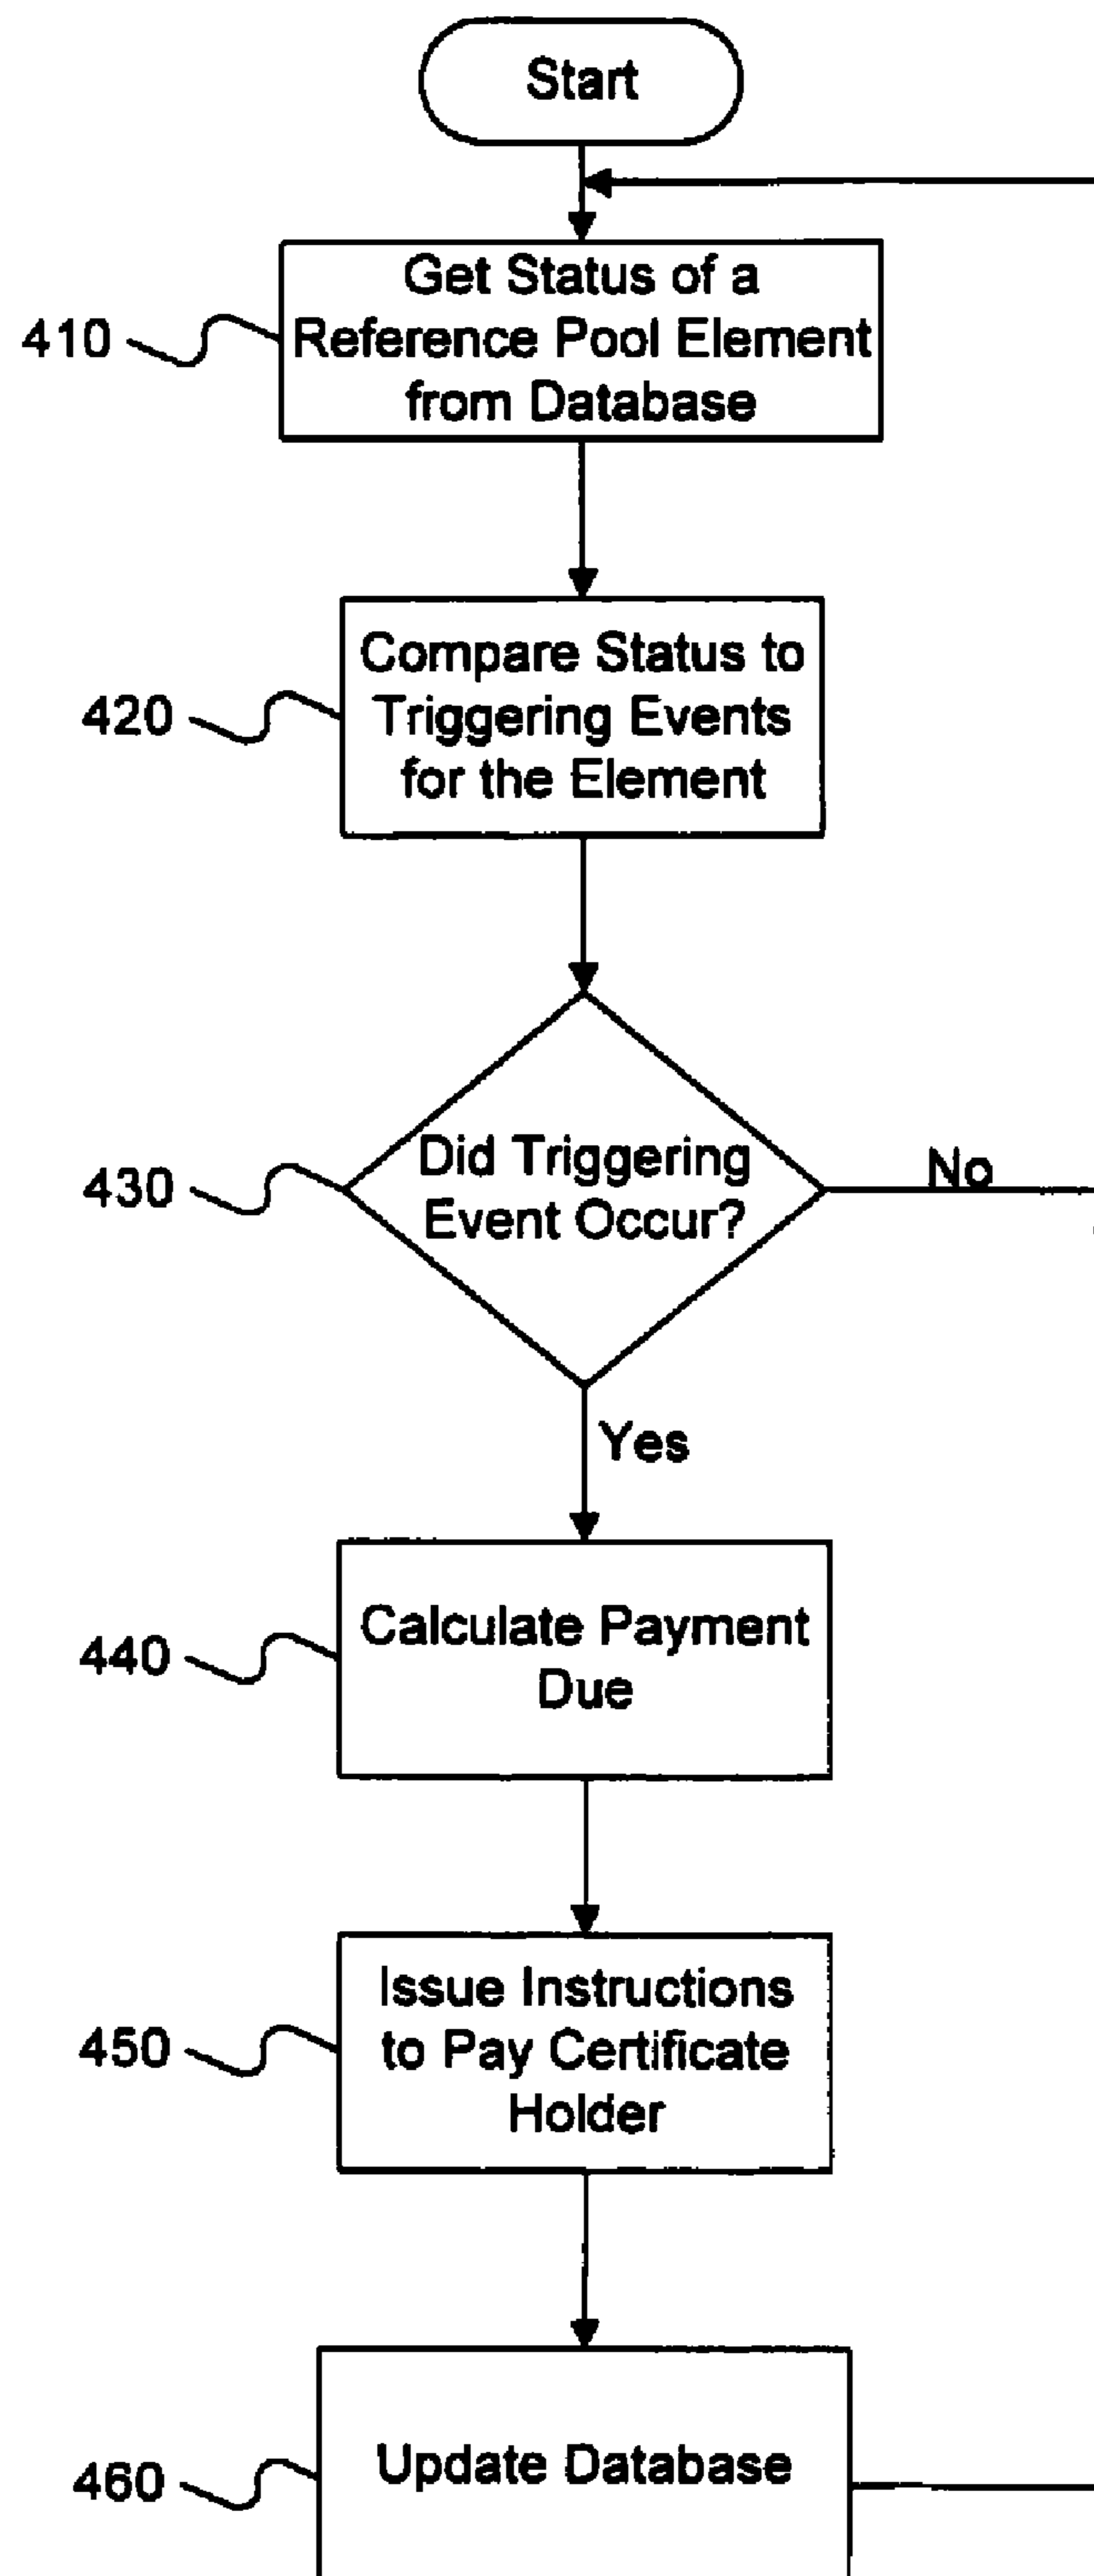 Start
410
Get Status of a
Reference Pool Element
from Database
420
Compare Status to
Triggering Events
for the Element
430
Did Triggering
Event Occur?
No
Yes
440
Calculate Payment
Due
450
Issue Instructions
to Pay Certificate
Holder
460
Update Database